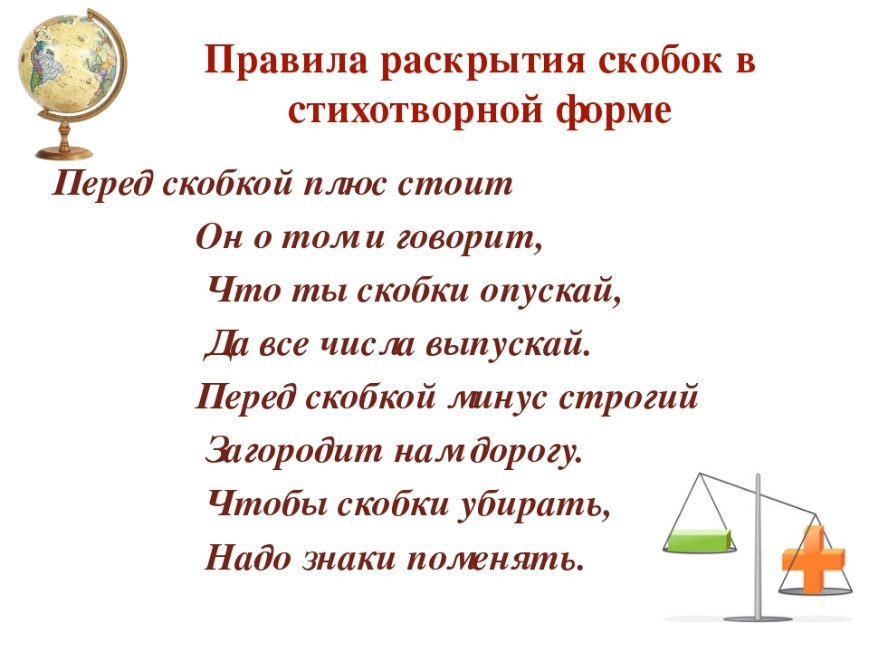 Правила раскрытия скобок в
стихотворной форме
Перед скобкой плюс стоит
Он о том и говорит,
Что ты скобки опускай,
Да все числа выпускай.
Перед скобкой минус строгий
Загородит нам дорогу.
Чтобы скобки убирать,
Надо знаки поменять.